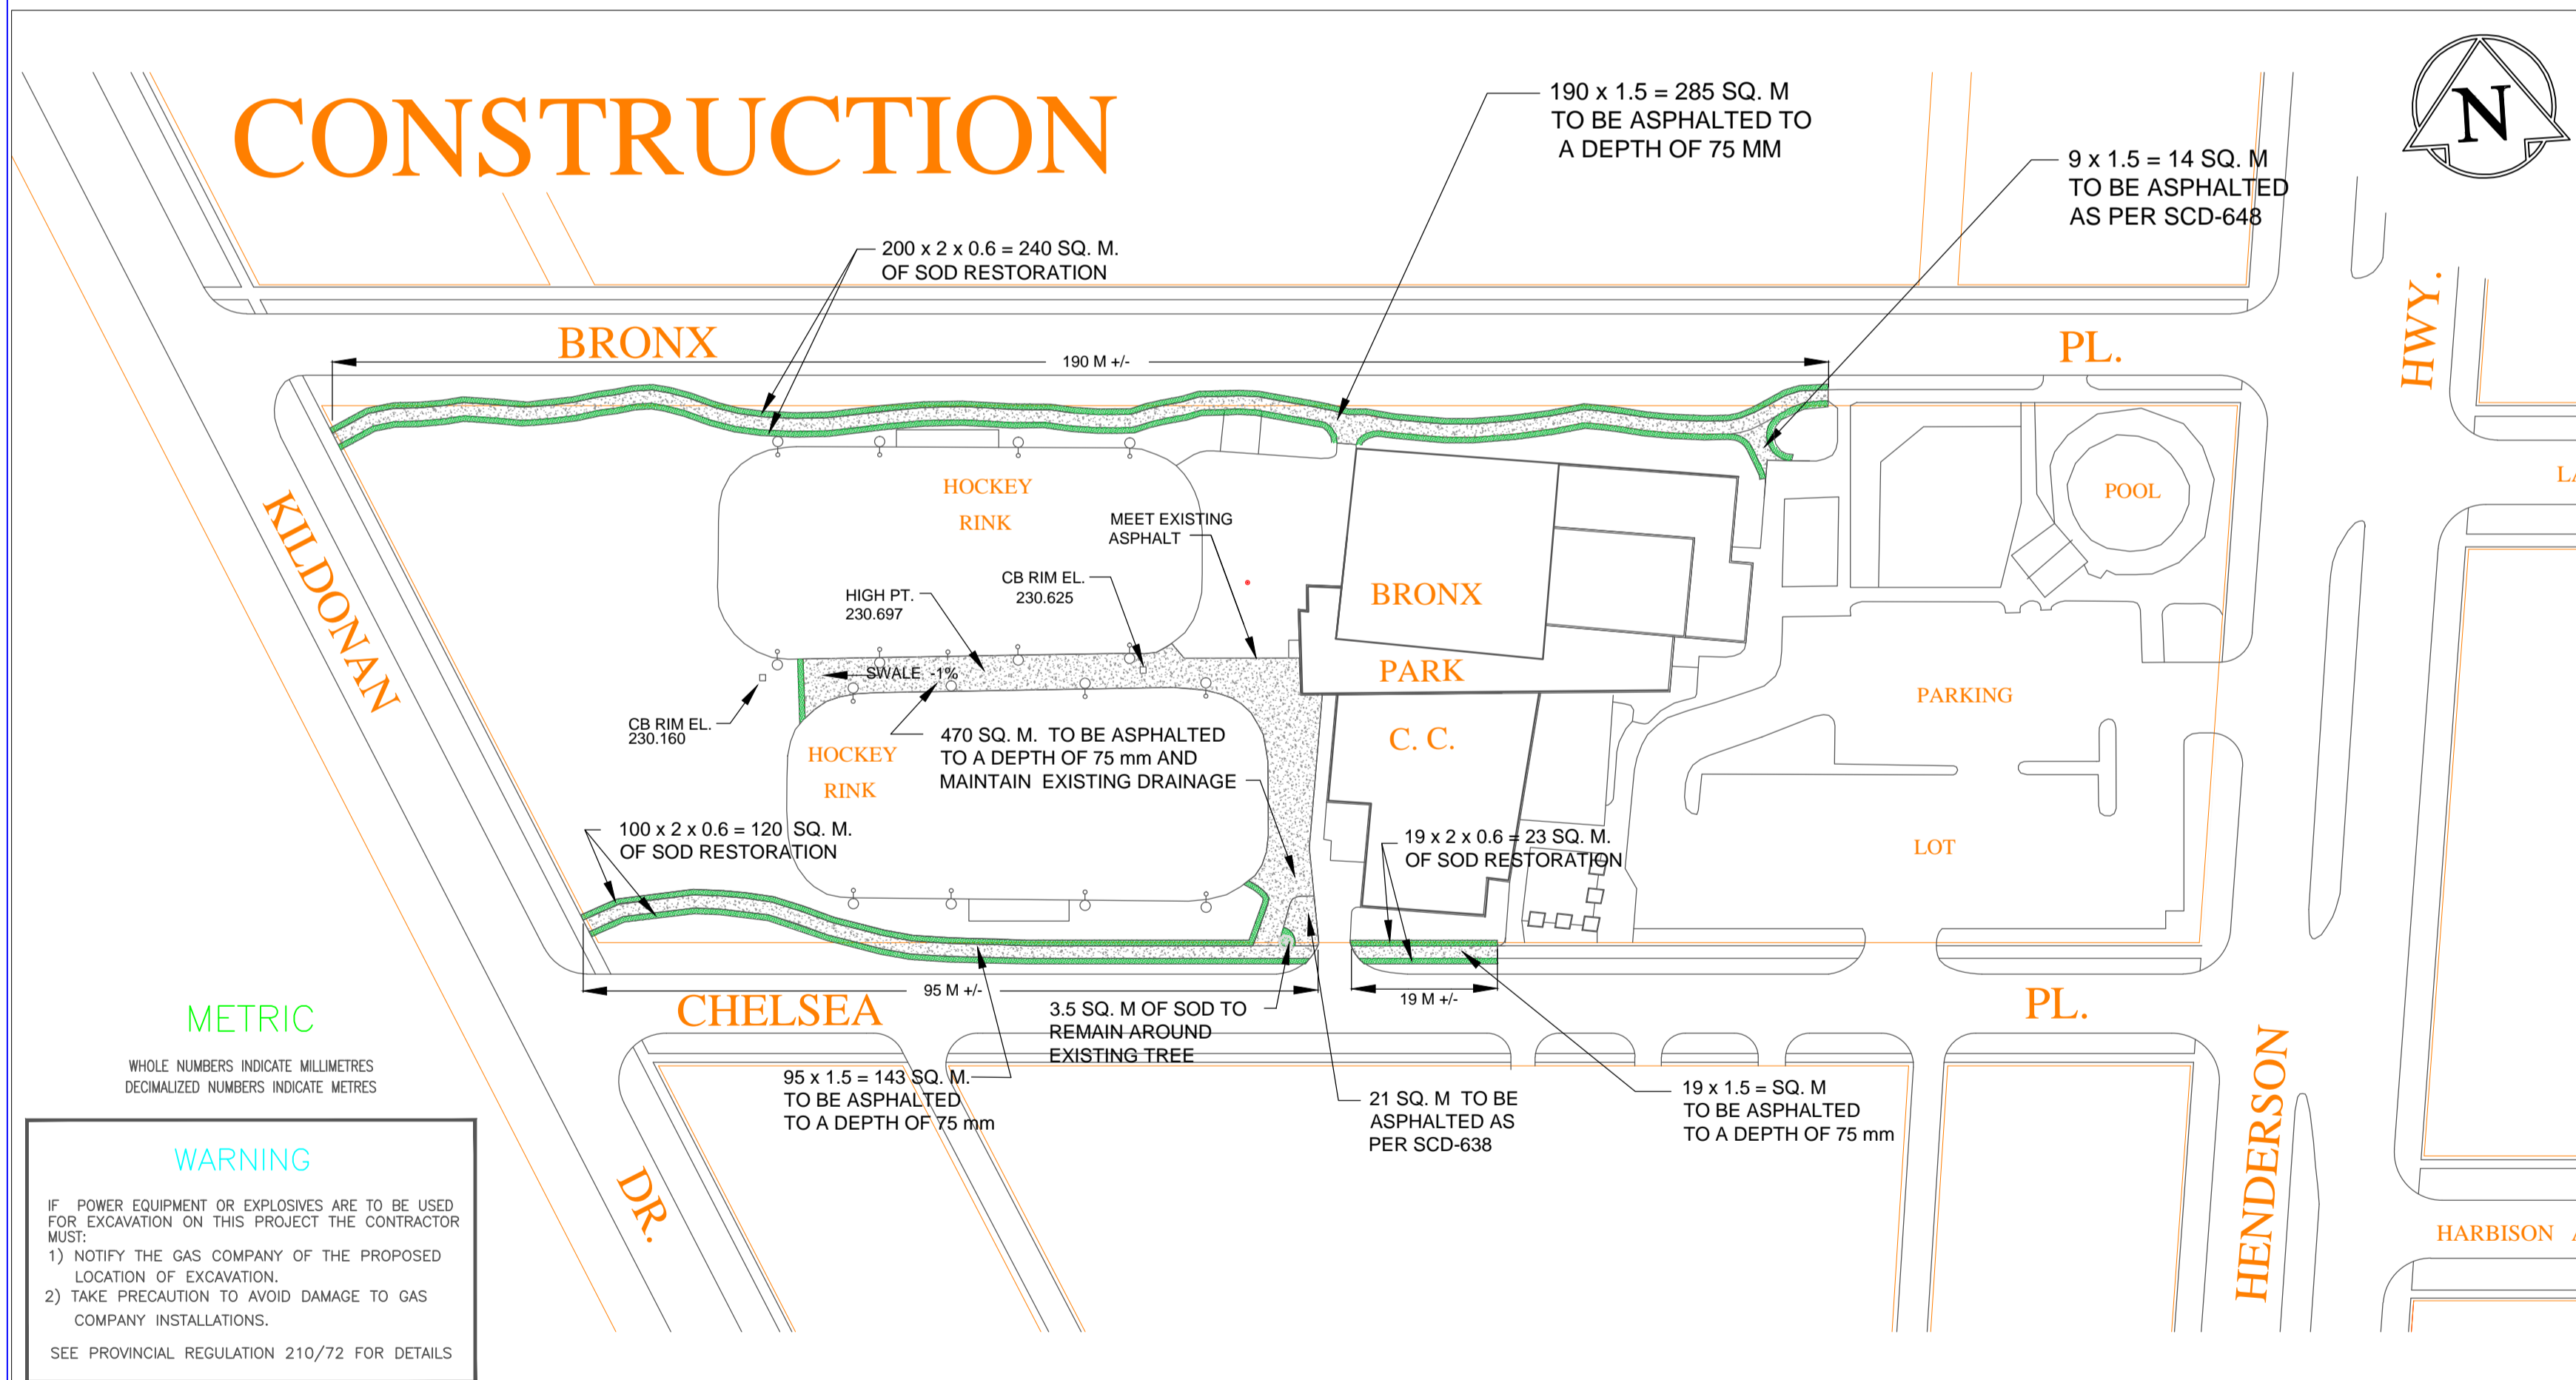 CONSTRUCTION
190 x 1.5 = 285 SQ. M
TO BE ASPHALTED TO
A DEPTH OF 75 MM
9 x 1.5 = 14 SQ. M
TO BE ASPHALTED
AS PER SCD-648
N
200 x 2 x 0.6 = 240 SQ. M.
OF SOD RESTORATION
BRONX
PL.
HWY.
190 M +/-
KILDONAN
HOCKEY
RINK
MEET EXISTING
ASPHALT
POOL
CB RIM EL.
230.625
HIGH PT.
230.697
BRONX
PARK
C. C.
SWALE -1%
CB RIM EL.
230.160
PARKING
LOT
470 SQ. M. TO BE ASPHALTED
TO A DEPTH OF 75 mm AND
MAINTAIN EXISTING DRAINAGE
HOCKEY
RINK
100 x 2 x 0.6 = 120 SQ. M.
OF SOD RESTORATION
19 x 2 x 0.6 = 23 SQ. M.
OF SOD RESTORATION
95 M +/-
19 M +/-
CHELSEA
PL.
3.5 SQ. M OF SOD TO
REMAIN AROUND
EXISTING TREE
95 x 1.5 = 143 SQ. M.
TO BE ASPHALTED
TO A DEPTH OF 75 mm
21 SQ. M TO BE
ASPHALTED AS
PER SCD-638
19 x 1.5 = SQ. M
TO BE ASPHALTED
TO A DEPTH OF 75 mm
DR.
HENDERSON
HARBISON
METRIC
WHOLE NUMBERS INDICATE MILLIMETRES
DECIMALIZED NUMBERS INDICATE METRES
WARNING
IF POWER EQUIPMENT OR EXPLOSIVES ARE TO BE USED
FOR EXCAVATION ON THIS PROJECT THE CONTRACTOR
MUST:
1) NOTIFY THE GAS COMPANY OF THE PROPOSED
LOCATION OF EXCAVATION.
2) TAKE PRECAUTION TO AVOID DAMAGE TO GAS
COMPANY INSTALLATIONS.
SEE PROVINCIAL REGULATION 210/72 FOR DETAILS